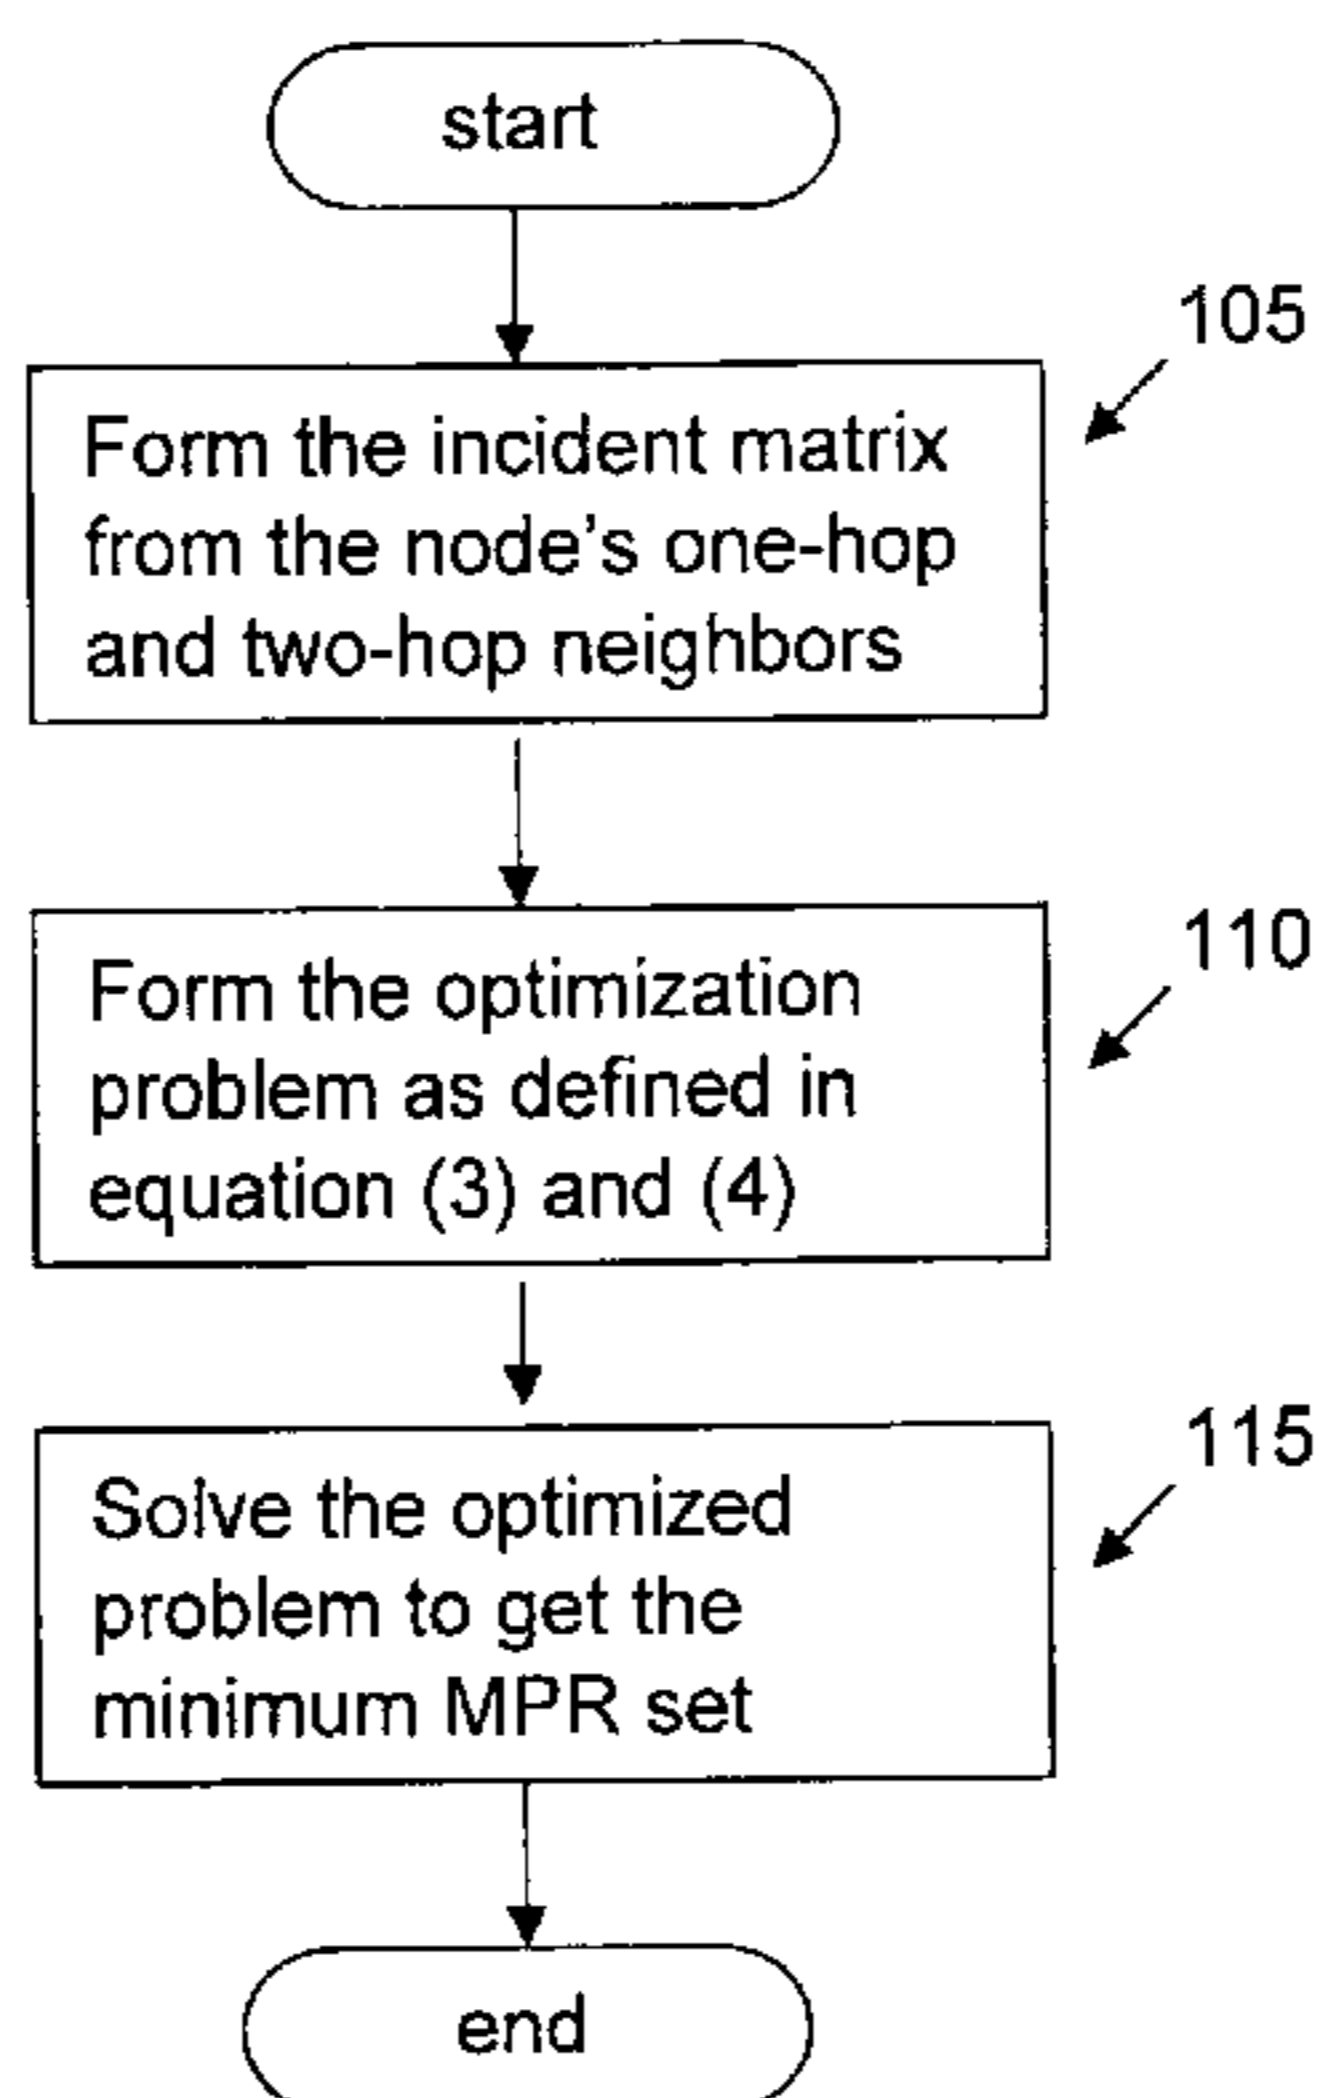 start
105
Form the incident matrix
from the node's one-hop
and two-hop neighbors
110
Form the optimization
problem as defined in
equation (3) and (4)
115
Solve the optimized
problem to get the
minimum MPR set
end